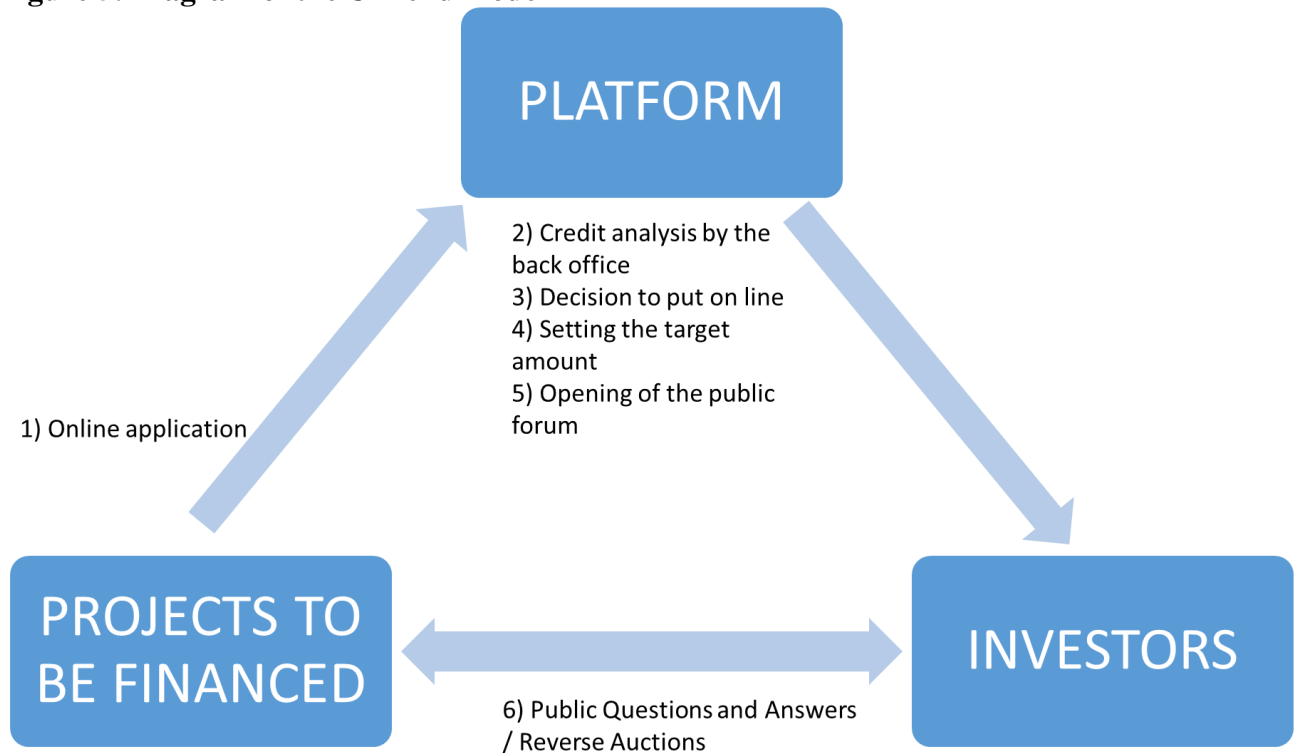 PLATFORM
2) Credit analysis by the
back office
3) Decision to put on line
4) Setting the target
amount
5) Opening of the public
forum
1) Online application
PROJECTS TO
BE FINANCED
INVESTORS
6) Public Questions and Answers
/ Reverse Auctions